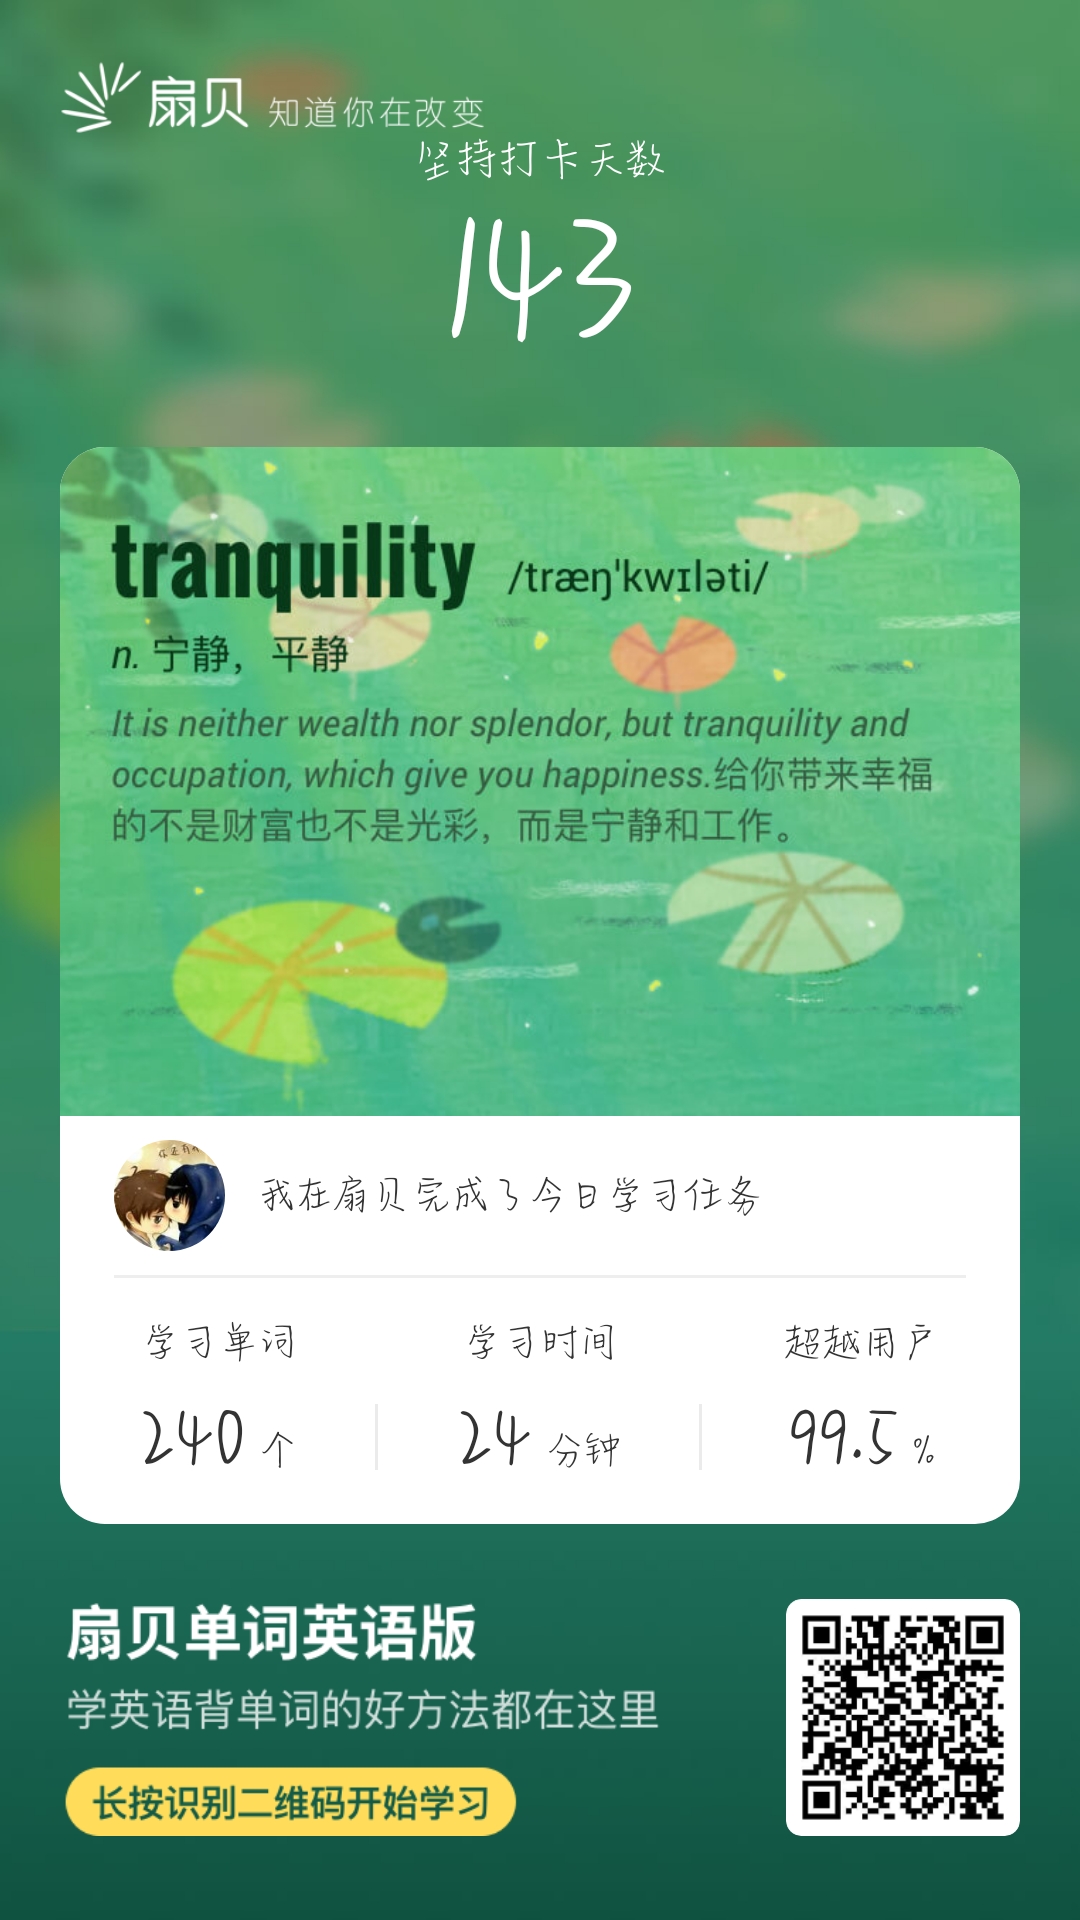 扇贝 知道你在改变
坚持打卡天数
143
tranquility /træŋˈkwɪləti/
n. 宁静，平静
It is neither wealth nor splendor, but tranquility and
occupation, which give you happiness.给你带来幸福
的不是财富也不是光彩，而是宁静和工作。
我在扇贝完成了今日学习任务
学习单词 学习时间 超越用户
240 个 24 分钟 99.5 %
扇贝单词英语版
学英语背单词的好方法都在这里
长按识别二维码开始学习